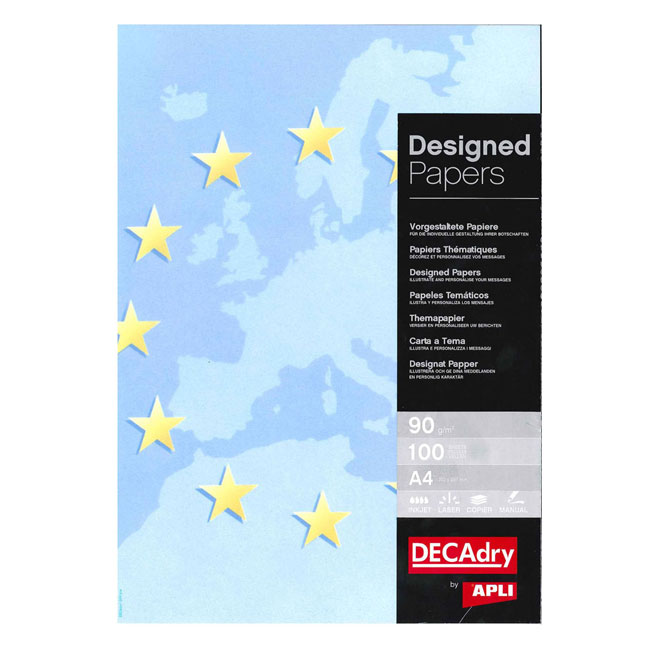 Designed
Papers
Vorgestaltete Papiere
FÜR DIE INDIVIDUELLE GESTALTUNG IHRER BOTSCHAFTEN
Papiers Thématiques
DÉCOREZ ET PERSONNALISEZ VOS MESSAGES
Designed Papers
ILLUSTRATE AND PERSONALISE YOUR MESSAGES
Papeles Temáticos
ILUSTRA Y PERSONALIZA LOS MENSAJES
Themapapier
VERSIER EN PERSONALISEER UW BERICHTEN
Carta a Tema
ILLUSTRA E PERSONALIZZA I MESSAGGI
Designat Papper
ILLUSTRERA OCH GE DINA MEDDELANDEN
EN PERSONLIG KARAKTÄR
90 g/m²
100
A4
INKJET LASER COPIER MANUAL
DECAdry
by APLI